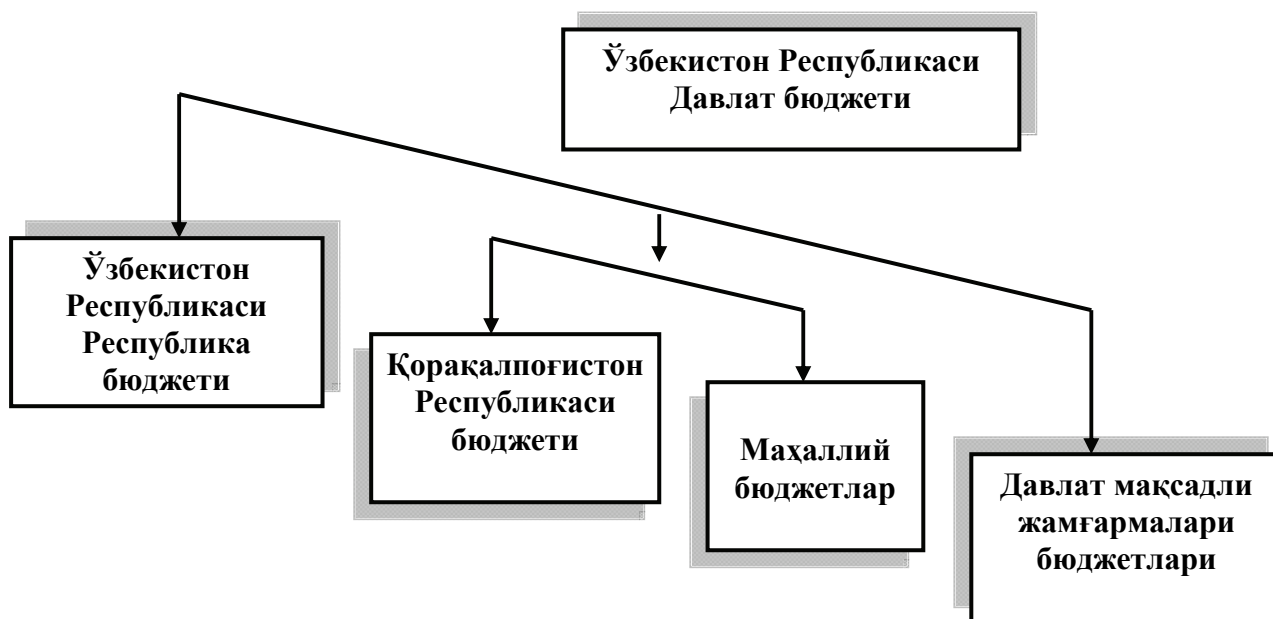 Ўзбекистон Республикаси
Давлат бюджети
Ўзбекистон
Республикаси
Республика
бюджети
Қорақалпоғистон
Республикаси
бюджети
Маҳаллий
бюджетлар
Давлат мақсадли
жамғармалари
бюджетлари